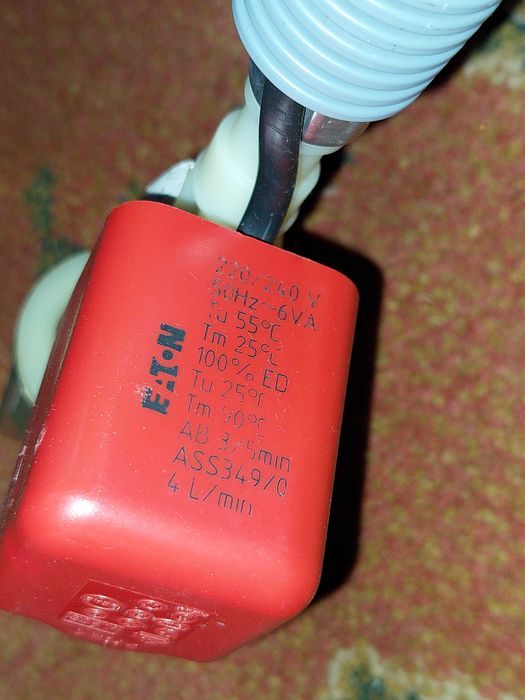 EATON
220/240 V
50Hz~6VA
Tu 55°C
Tm 25°C
100% ED
Tu 25°C
Tm 90°C
AB 3/5min
ASS349/0
4 L/min